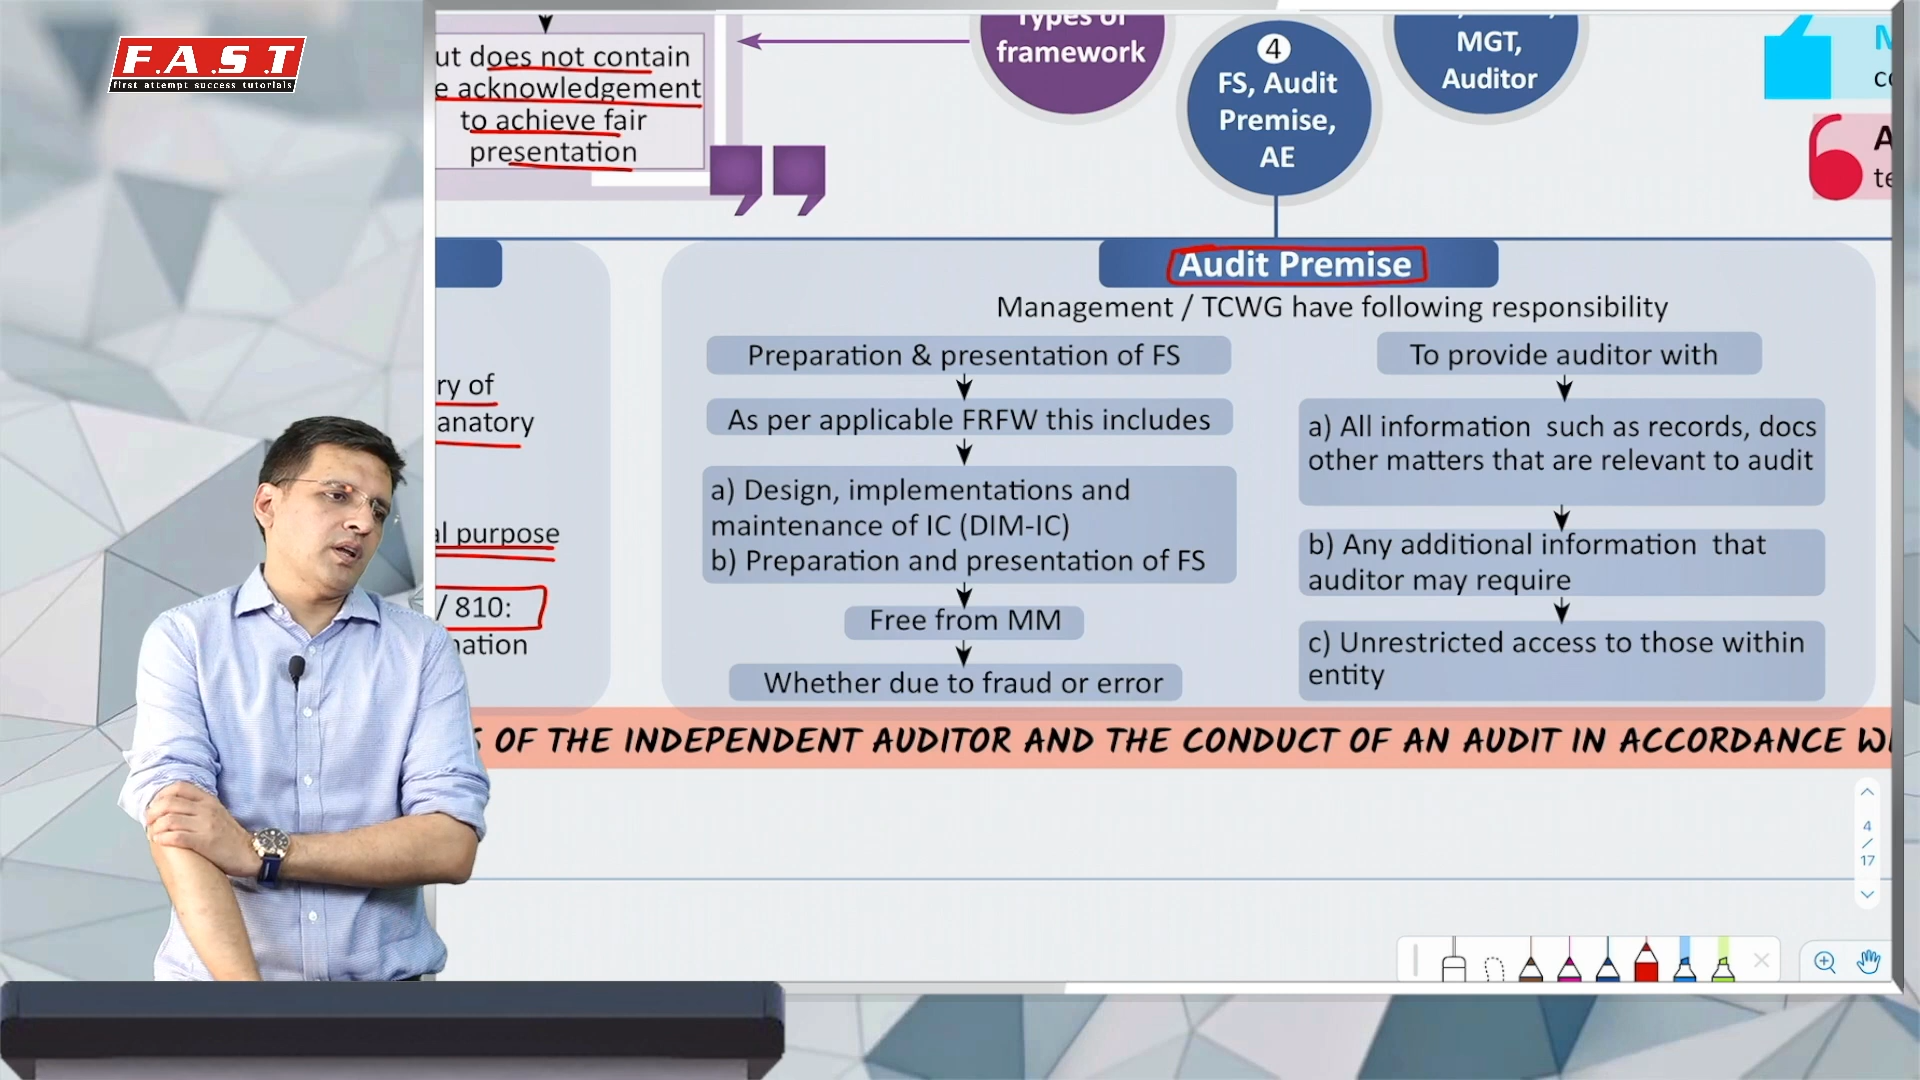 F.A.S.T
first attempt success tutorials
ut does not contain
e acknowledgement
to achieve fair
presentation
Types of
framework
4
FS, Audit
Premise,
AE
MGT,
Auditor
ry of
anatory
al purpose
/ 810:
nation
Audit Premise
Management / TCWG have following responsibility
Preparation & presentation of FS
As per applicable FRFW this includes
a) Design, implementations and
maintenance of IC (DIM-IC)
b) Preparation and presentation of FS
Free from MM
Whether due to fraud or error
To provide auditor with
a) All information such as records, docs
other matters that are relevant to audit
b) Any additional information that
auditor may require
c) Unrestricted access to those within
entity
OF THE INDEPENDENT AUDITOR AND THE CONDUCT OF AN AUDIT IN ACCORDANCE WI
4
/
17